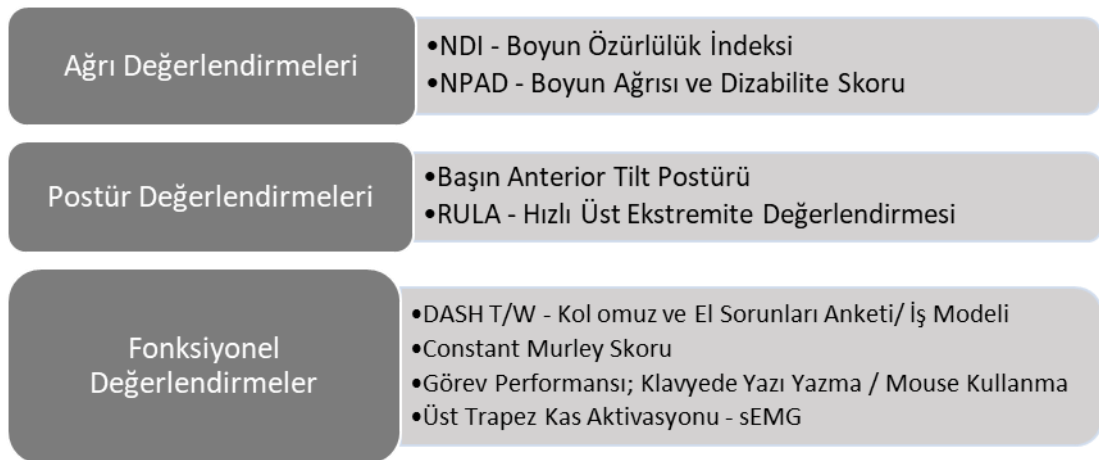 Ağrı Değerlendirmeleri
•NDI - Boyun Özürlülük İndeksi
•NPAD - Boyun Ağrısı ve Dizabilite Skoru
Postür Değerlendirmeleri
•Başın Anterior Tilt Postürü
•RULA - Hızlı Üst Ekstremite Değerlendirmesi
Fonksiyonel
Değerlendirmeler
•DASH T/W - Kol omuz ve El Sorunları Anketi/ İş Modeli
•Constant Murley Skoru
•Görev Performansı; Klavyede Yazı Yazma / Mouse Kullanma
•Üst Trapez Kas Aktivasyonu - sEMG